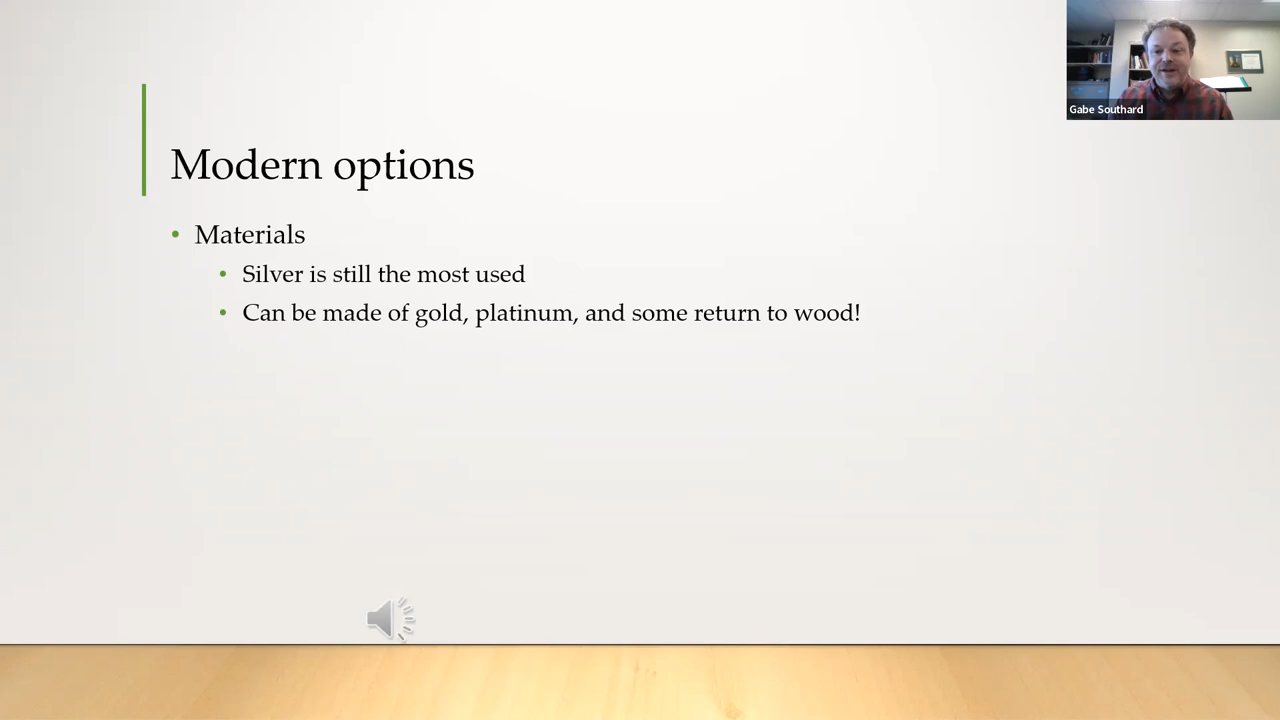 Gabe Southard
Modern options
Materials
Silver is still the most used
Can be made of gold, platinum, and some return to wood!